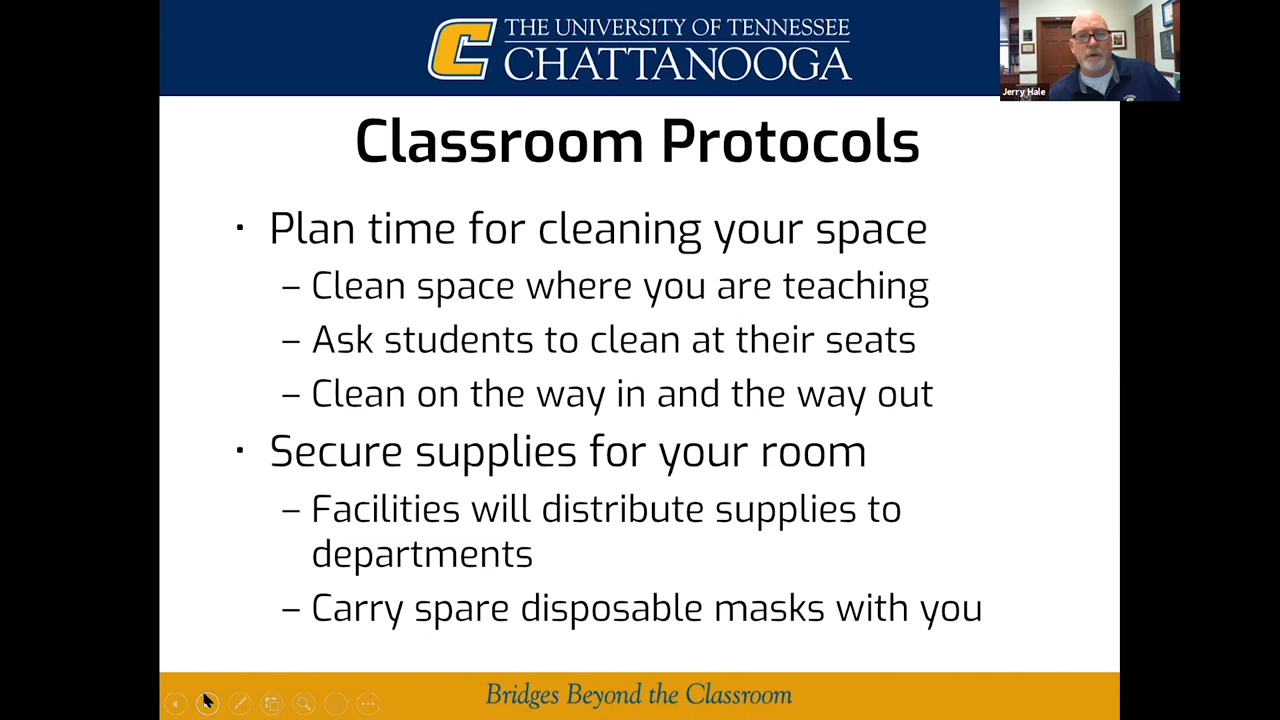 THE UNIVERSITY OF TENNESSEE
CHATTANOOGA
Jerry Hale
Classroom Protocols
· Plan time for cleaning your space
– Clean space where you are teaching
– Ask students to clean at their seats
– Clean on the way in and the way out
· Secure supplies for your room
– Facilities will distribute supplies to
departments
– Carry spare disposable masks with you
Bridges Beyond the Classroom